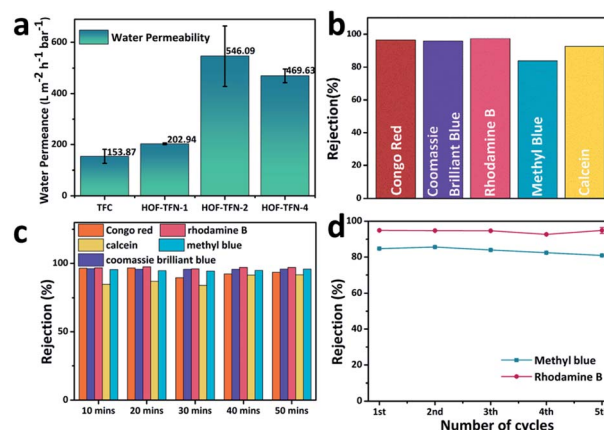 a
Water Permeance (L m⁻² h⁻¹ bar⁻¹)
600
400
200
0
Water Permeability
153.87
202.94
546.09
469.63
TFC
HOF-TFN-1
HOF-TFN-2
HOF-TFN-4
b
Rejection(%)
100
80
60
40
20
0
Congo Red
Coomassie
Brilliant Blue
Rhodamine B
Methyl Blue
Calcein
c
Rejection (%)
100
50
0
Congo red
rhodamine B
calcein
methyl blue
coomassie brilliant blue
10 mins
20 mins
30 mins
40 mins
50 mins
d
Rejection (%)
100
80
60
40
20
0
Methyl blue
Rhodamine B
1st
2nd
3th
4th
5t
Number of cycles